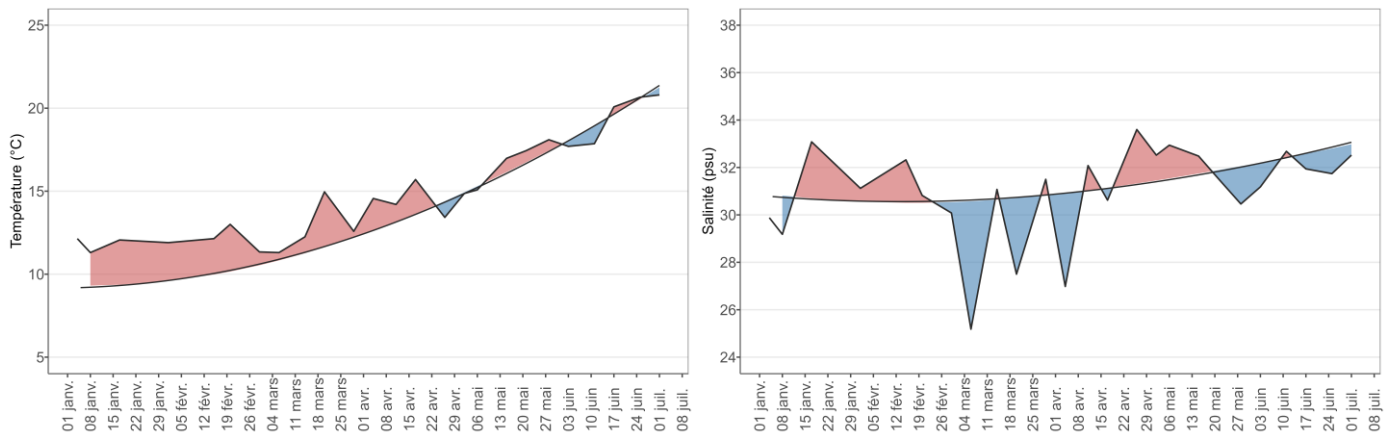 Température (°C)
25
20
15
10
5
01 janv.
08 janv.
15 janv.
22 janv.
29 janv.
05 févr.
12 févr.
19 févr.
26 févr.
04 mars
11 mars
18 mars
25 mars
01 avr.
08 avr.
15 avr.
22 avr.
29 avr.
06 mai
13 mai
20 mai
27 mai
03 juin
10 juin
17 juin
24 juin
01 juil.
08 juil.
Salinité (psu)
38
36
34
32
30
28
26
24
01 janv.
08 janv.
15 janv.
22 janv.
29 janv.
05 févr.
12 févr.
19 févr.
26 févr.
04 mars
11 mars
18 mars
25 mars
01 avr.
08 avr.
15 avr.
22 avr.
29 avr.
06 mai
13 mai
20 mai
27 mai
03 juin
10 juin
17 juin
24 juin
01 juil.
08 juil.